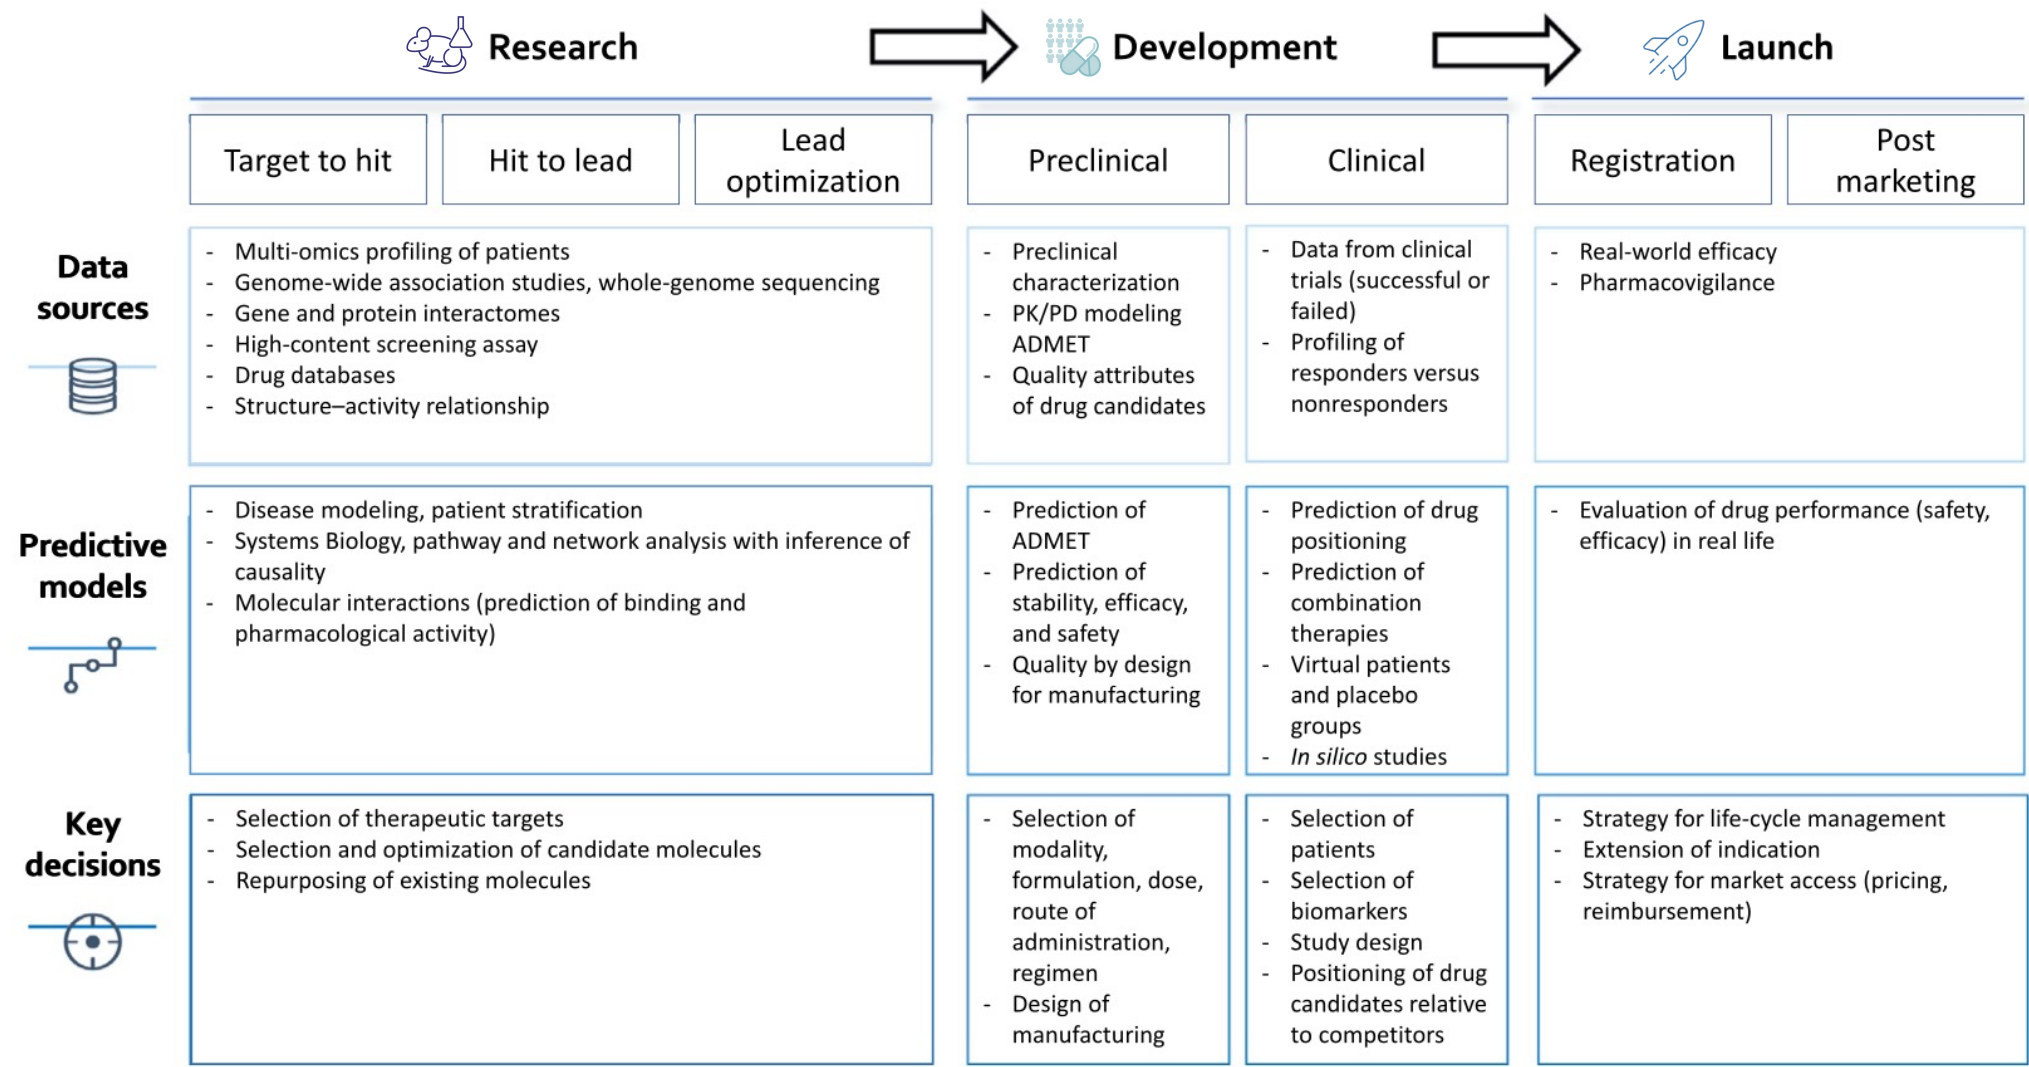 Research
Development
Launch
Target to hit
Hit to lead
Lead
optimization
Preclinical
Clinical
Registration
Post
marketing
Data
sources
- Multi-omics profiling of patients
- Genome-wide association studies, whole-genome sequencing
- Gene and protein interactomes
- High-content screening assay
- Drug databases
- Structure–activity relationship
- Preclinical
characterization
- PK/PD modeling
ADMET
- Quality attributes
of drug candidates
- Data from clinical
trials (successful or
failed)
- Profiling of
responders versus
nonresponders
- Real-world efficacy
- Pharmacovigilance
Predictive
models
- Disease modeling, patient stratification
- Systems Biology, pathway and network analysis with inference of
causality
- Molecular interactions (prediction of binding and
pharmacological activity)
- Prediction of
ADMET
- Prediction of
stability, efficacy,
and safety
- Quality by design
for manufacturing
- Prediction of drug
positioning
- Prediction of
combination
therapies
- Virtual patients
and placebo
groups
- In silico studies
- Evaluation of drug performance (safety,
efficacy) in real life
Key
decisions
- Selection of therapeutic targets
- Selection and optimization of candidate molecules
- Repurposing of existing molecules
- Selection of
modality,
formulation, dose,
route of
administration,
regimen
- Design of
manufacturing
- Selection of
patients
- Selection of
biomarkers
- Study design
- Positioning of drug
candidates relative
to competitors
- Strategy for life-cycle management
- Extension of indication
- Strategy for market access (pricing,
reimbursement)